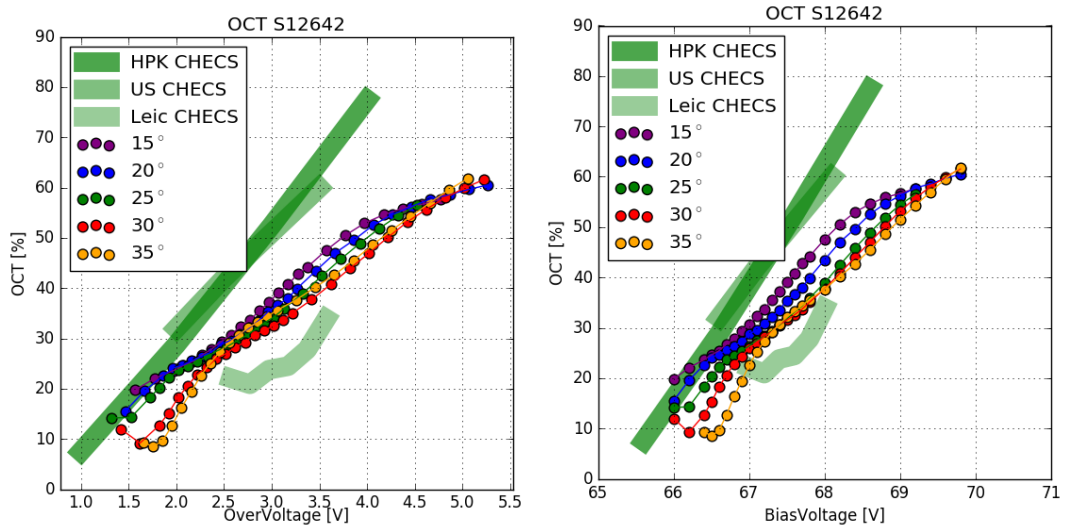 OCT S12642
90
80
70
60
50
40
30
20
10
0
OCT [%]
HPK CHECS
US CHECS
Leic CHECS
15°
20°
25°
30°
35°
1.0 1.5 2.0 2.5 3.0 3.5 4.0 4.5 5.0 5.5
OverVoltage [V]
OCT S12642
90
80
70
60
50
40
30
20
10
0
OCT [%]
HPK CHECS
US CHECS
Leic CHECS
15°
20°
25°
30°
35°
65 66 67 68 69 70 71
BiasVoltage [V]